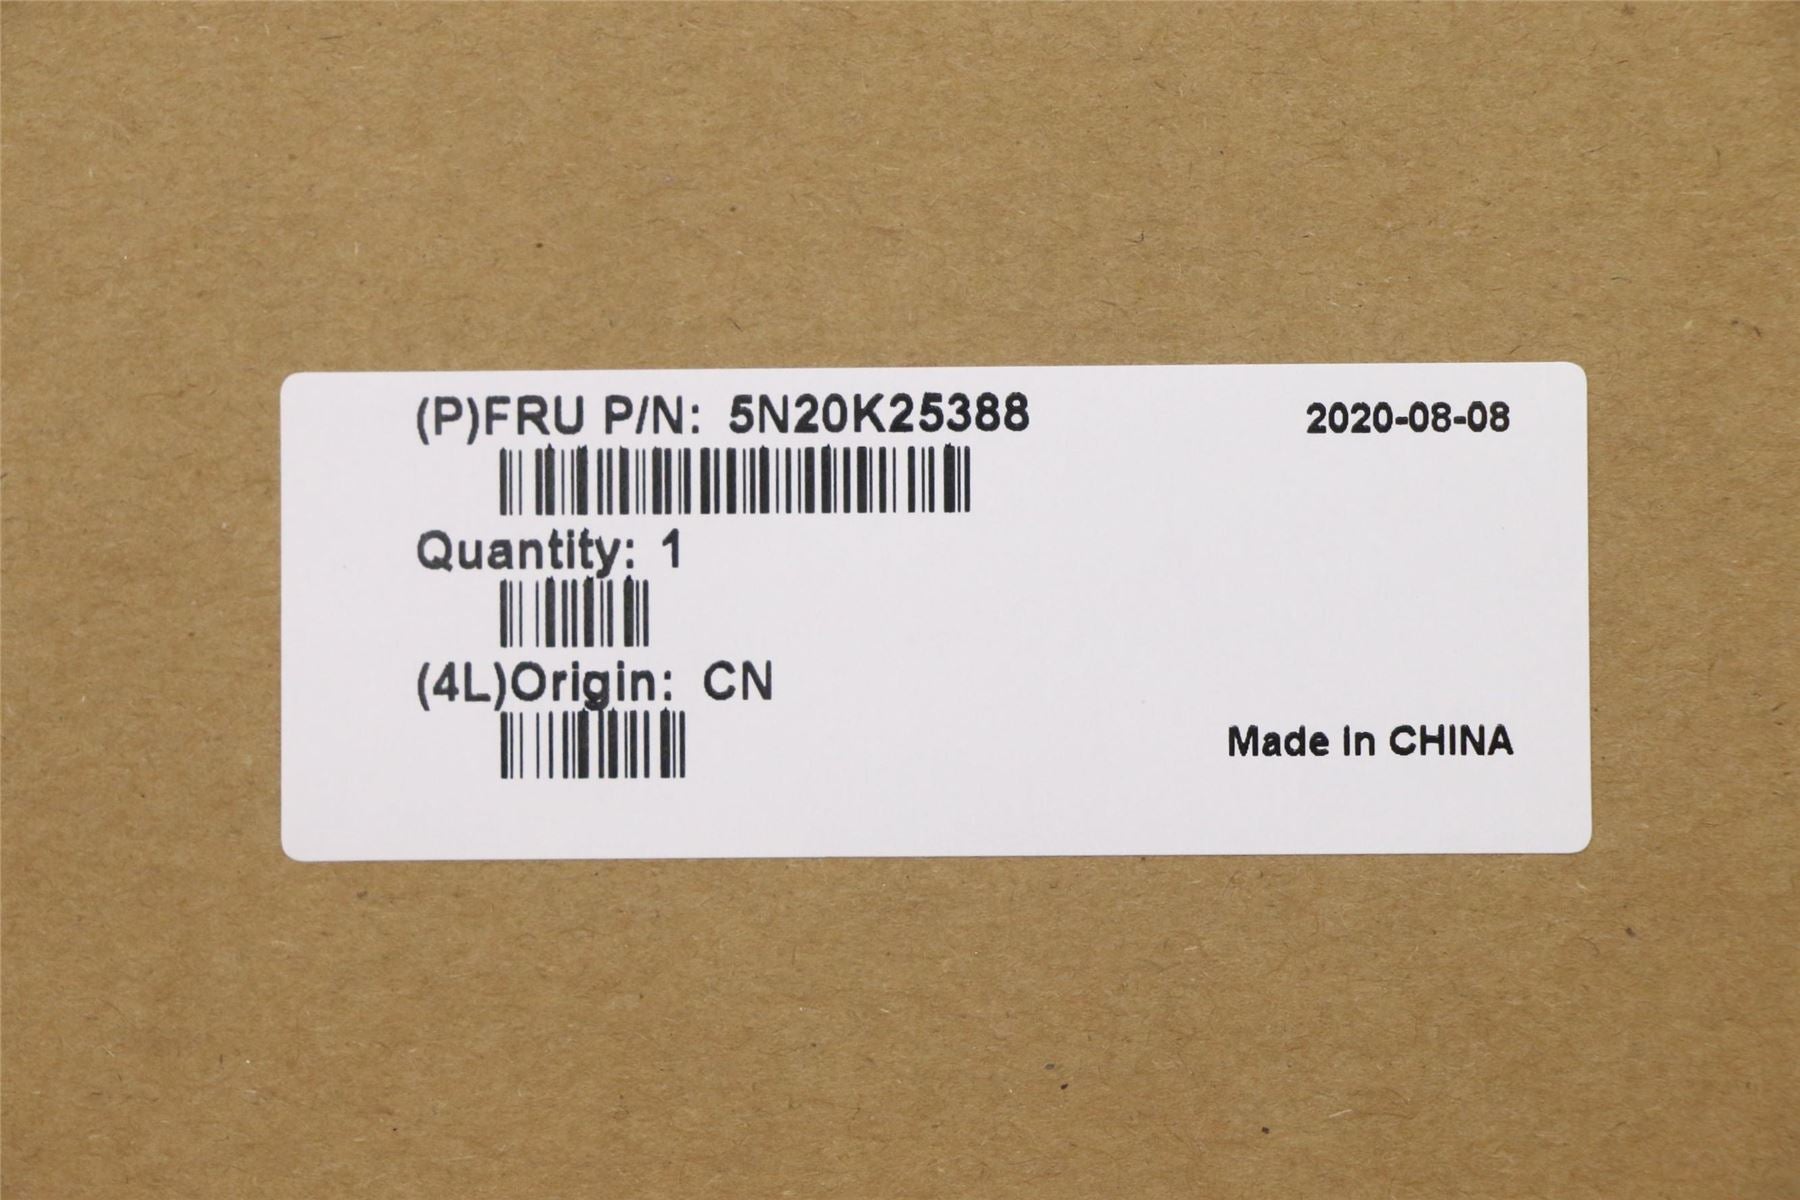 (P)FRU P/N: 5N20K25388
2020-08-08
Quantity: 1
(4L)Origin: CN
Made In CHINA